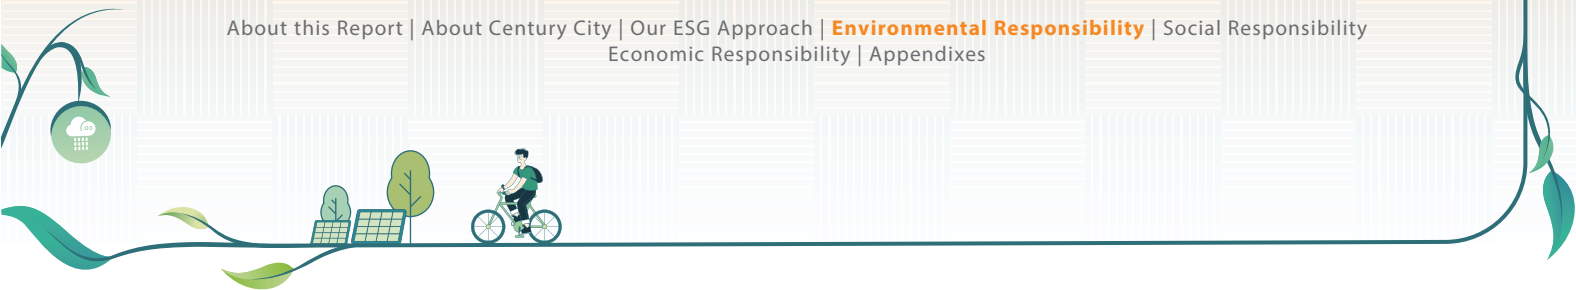 About this Report | About Century City | Our ESG Approach | Environmental Responsibility | Social Responsibility
Economic Responsibility | Appendixes